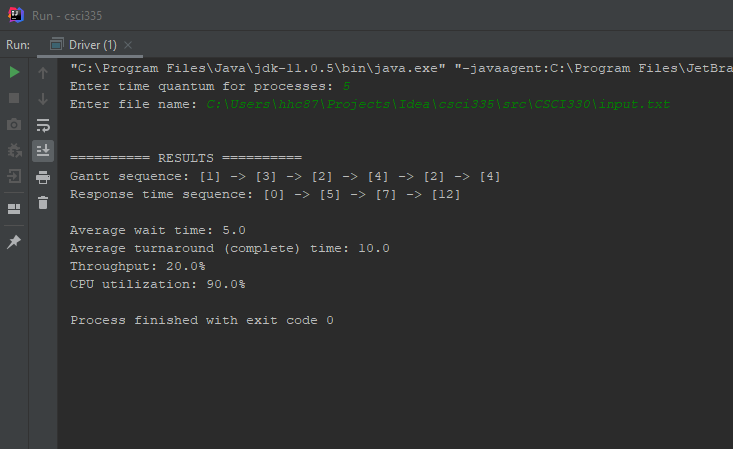 Run - csci335
Run: Driver (1)
"C:\Program Files\Java\jdk-11.0.5\bin\java.exe" "-javaagent:C:\Program Files\JetBra
Enter time quantum for processes: 5
Enter file name: C:\Users\hhc87\Projects\Idea\csci335\src\CSCI330\input.txt
========== RESULTS ==========
Gantt sequence: [1] -> [3] -> [2] -> [4] -> [2] -> [4]
Response time sequence: [0] -> [5] -> [7] -> [12]
Average wait time: 5.0
Average turnaround (complete) time: 10.0
Throughput: 20.0%
CPU utilization: 90.0%
Process finished with exit code 0